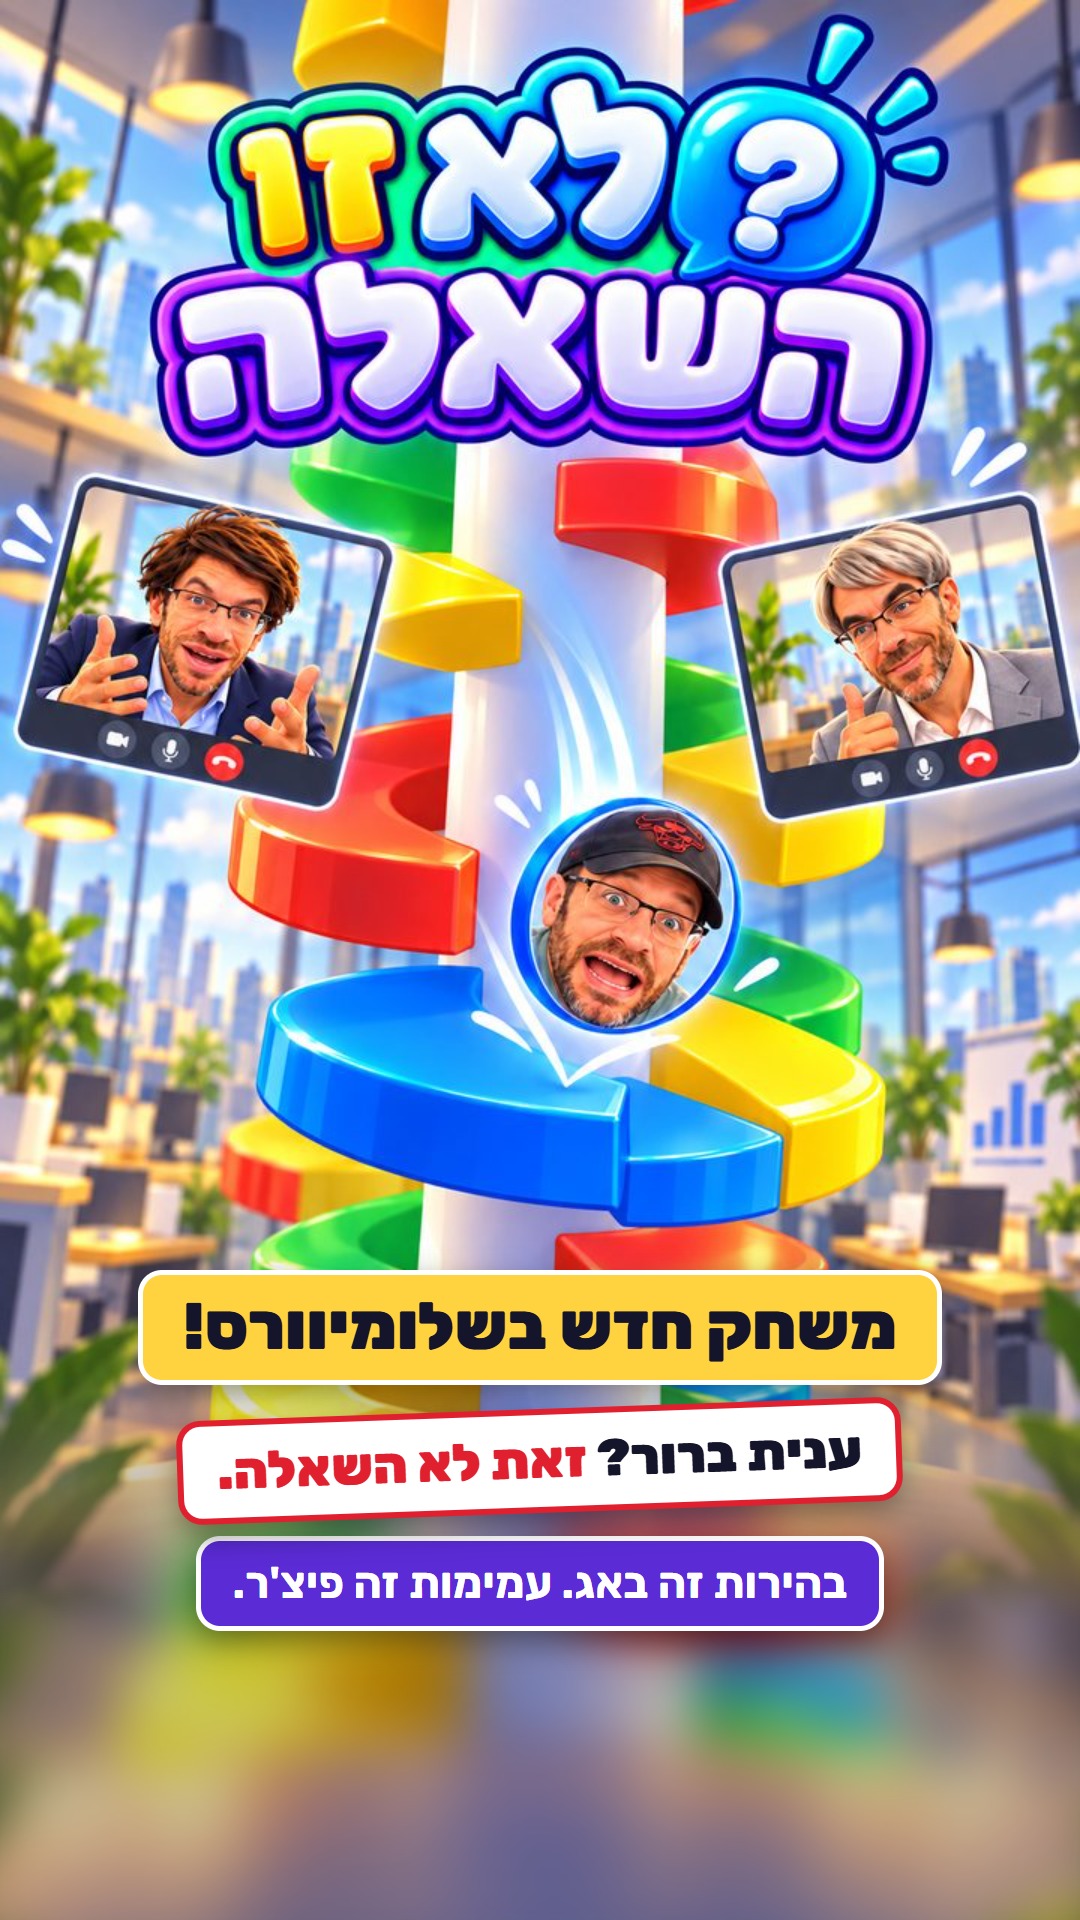 לא זו
?
השאלה
משחק חדש בשלומיוורס!
ענית ברור? זאת לא השאלה.
בהירות זה באג. עמימות זה פיצ'ר.